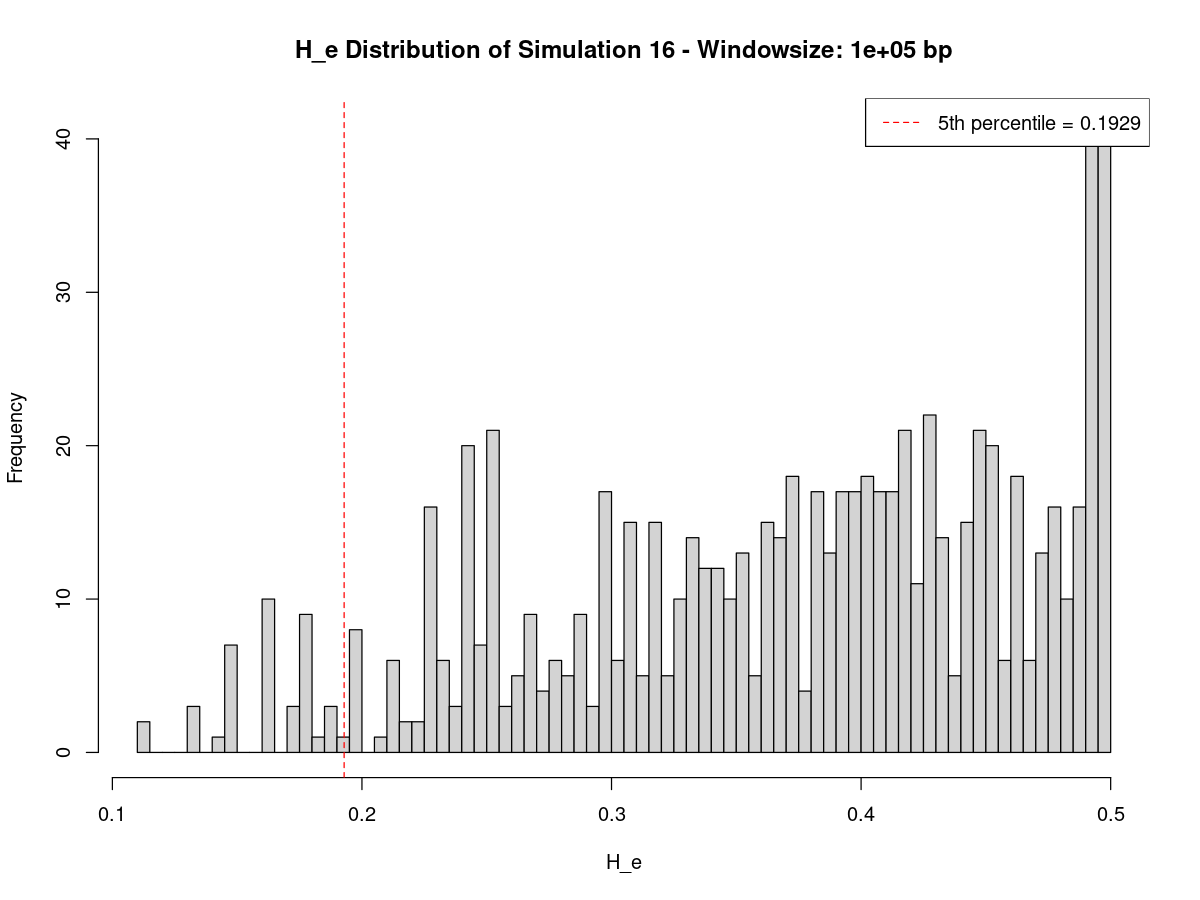 H_e Distribution of Simulation 16 - Windowsize: 1e+05 bp
5th percentile = 0.1929
40
30
20
10
0
Frequency
0.1
0.2
0.3
0.4
0.5
H_e